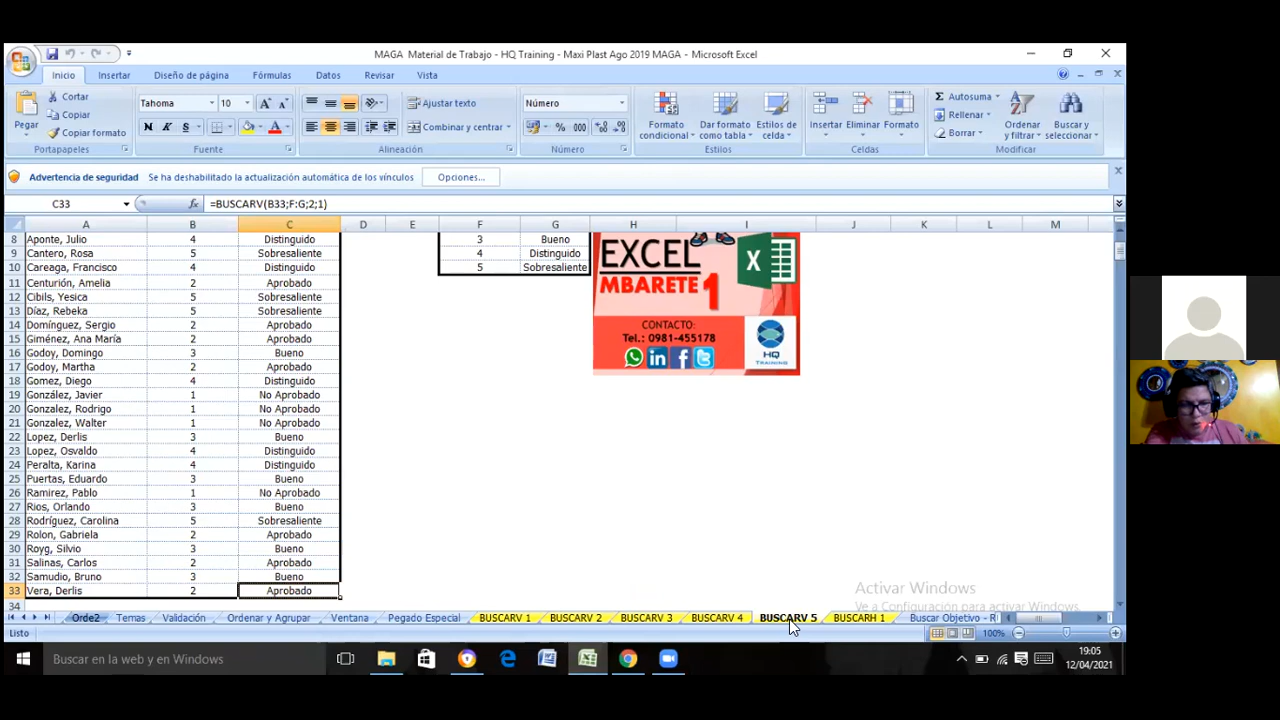 MAGA Material de Trabajo - HQ Training - Maxi Plast Ago 2019 MAGA - Microsoft Excel
Inicio Insertar Diseño de página Fórmulas Datos Revisar Vista
Pegar
Cortar
Copiar
Copiar formato
Portapapeles
Tahoma 10
N K S
Fuente
Ajustar texto
Combinar y centrar
Alineación
Número
% 000
Número
Formato condicional
Dar formato como tabla
Estilos de celda
Estilos
Insertar Eliminar Formato
Celdas
Autosuma
Rellenar
Borrar
Ordenar y filtrar
Buscar y seleccionar
Modificar
Advertencia de seguridad Se ha deshabilitado la actualización automática de los vínculos Opciones...
C33 fx =BUSCARV(B33;F:G;2;1)
A B C D E F G H I J K L M
8 Aponte, Julio 4 Distinguido 3 Bueno
9 Cantero, Rosa 5 Sobresaliente 4 Distinguido
10 Careaga, Francisco 4 Distinguido 5 Sobresaliente
11 Centurión, Amelia 2 Aprobado
12 Cibils, Yesica 5 Sobresaliente
13 Díaz, Rebeka 5 Sobresaliente
14 Domínguez, Sergio 2 Aprobado
15 Giménez, Ana María 2 Aprobado
16 Godoy, Domingo 3 Bueno
17 Godoy, Martha 2 Aprobado
18 Gomez, Diego 4 Distinguido
19 González, Javier 1 No Aprobado
20 Gonzalez, Rodrigo 1 No Aprobado
21 Gonzalez, Walter 1 No Aprobado
22 Lopez, Derlis 3 Bueno
23 Lopez, Osvaldo 4 Distinguido
24 Peralta, Karina 4 Distinguido
25 Puertas, Eduardo 3 Bueno
26 Ramirez, Pablo 1 No Aprobado
27 Rios, Orlando 3 Bueno
28 Rodríguez, Carolina 5 Sobresaliente
29 Rolon, Gabriela 2 Aprobado
30 Royg, Silvio 3 Bueno
31 Salinas, Carlos 2 Aprobado
32 Samudio, Bruno 3 Bueno
33 Vera, Derlis 2 Aprobado
34
EXCEL
MBARETE 1
X
CONTACTO:
Tel.: 0981-455178
HQ
TRAINING
Activar Windows
Ve a Configuración para activar Windows.
Orde2 Temas Validación Ordenar y Agrupar Ventana Pegado Especial BUSCARV 1 BUSCARV 2 BUSCARV 3 BUSCARV 4 BUSCARV 5 BUSCARH 1 Buscar Objetivo - R
Listo 100%
Buscar en la web y en Windows
19:05
12/04/2021